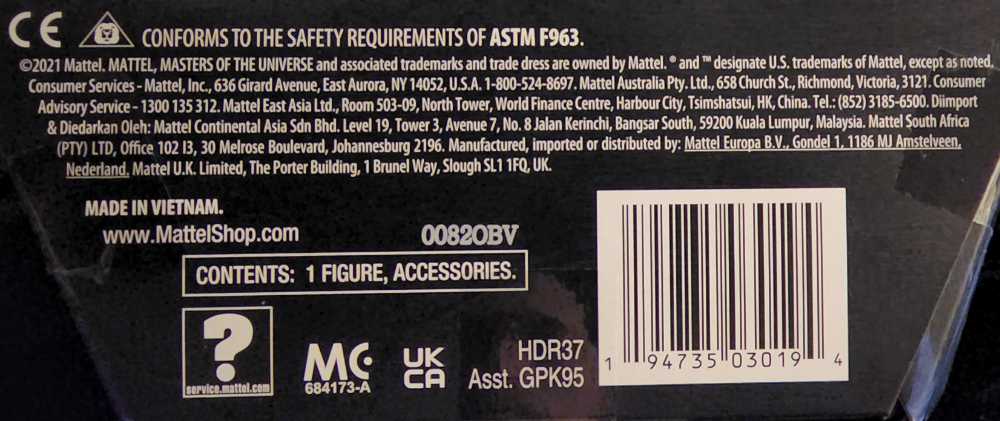 CE CONFORMS TO THE SAFETY REQUIREMENTS OF ASTM F963.
©2021 Mattel. MATTEL, MASTERS OF THE UNIVERSE and associated trademarks and trade dress are owned by Mattel. ® and ™ designate U.S. trademarks of Mattel, except as noted.
Consumer Services - Mattel, Inc., 636 Girard Avenue, East Aurora, NY 14052, U.S.A. 1-800-524-8697. Mattel Australia Pty. Ltd., 658 Church St., Richmond, Victoria, 3121. Consumer
Advisory Service - 1300 135 312. Mattel East Asia Ltd., Room 503-09, North Tower, World Finance Centre, Harbour City, Tsimshatsui, HK, China. Tel.: (852) 3185-6500. Diimport
& Diedarkan Oleh: Mattel Continental Asia Sdn Bhd. Level 19, Tower 3, Avenue 7, No. 8 Jalan Kerinchi, Bangsar South, 59200 Kuala Lumpur, Malaysia. Mattel South Africa
(PTY) LTD, Office 102 I3, 30 Melrose Boulevard, Johannesburg 2196. Manufactured, imported or distributed by: Mattel Europa B.V., Gondel 1, 1186 MJ Amstelveen,
Nederland. Mattel U.K. Limited, The Porter Building, 1 Brunel Way, Slough SL1 1FQ, UK.
MADE IN VIETNAM.
www.MattelShop.com
0082OBV
CONTENTS: 1 FIGURE, ACCESSORIES.
?
service.mattel.com
MC
684173-A
UK
CA
HDR37
Asst. GPK95
1 94735 03019 4